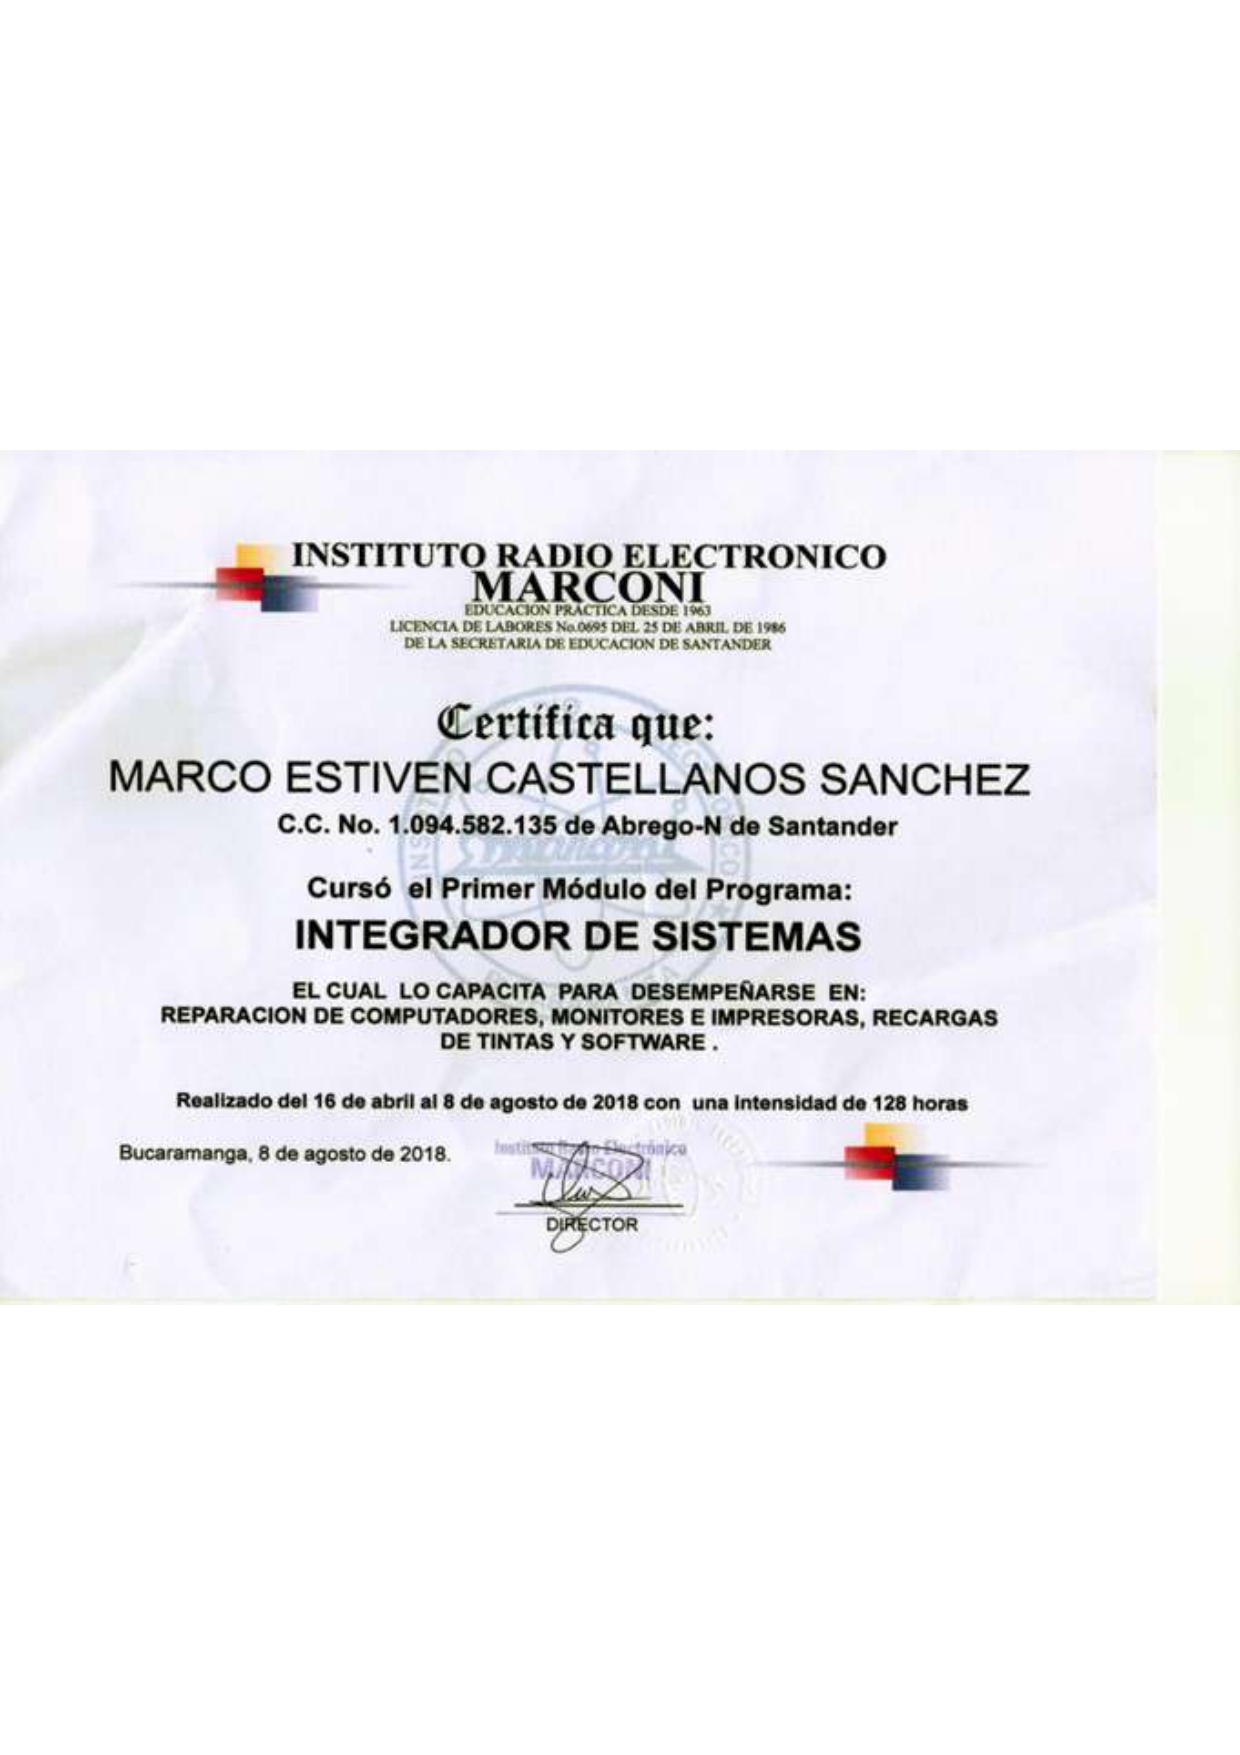 INSTITUTO RADIO ELECTRONICO
MARCONI
EDUCACION PRACTICA DESDE 1963
LICENCIA DE LABORES No.0695 DEL 25 DE ABRIL DE 1986
DE LA SECRETARIA DE EDUCACION DE SANTANDER
Certifica que:
MARCO ESTIVEN CASTELLANOS SANCHEZ
C.C. No. 1.094.582.135 de Abrego-N de Santander
Cursó el Primer Módulo del Programa:
INTEGRADOR DE SISTEMAS
EL CUAL LO CAPACITA PARA DESEMPEÑARSE EN:
REPARACION DE COMPUTADORES, MONITORES E IMPRESORAS, RECARGAS
DE TINTAS Y SOFTWARE .
Realizado del 16 de abril al 8 de agosto de 2018 con una intensidad de 128 horas
Bucaramanga, 8 de agosto de 2018.
Instituto Radio Electrónico
MARCONI
DIRECTOR